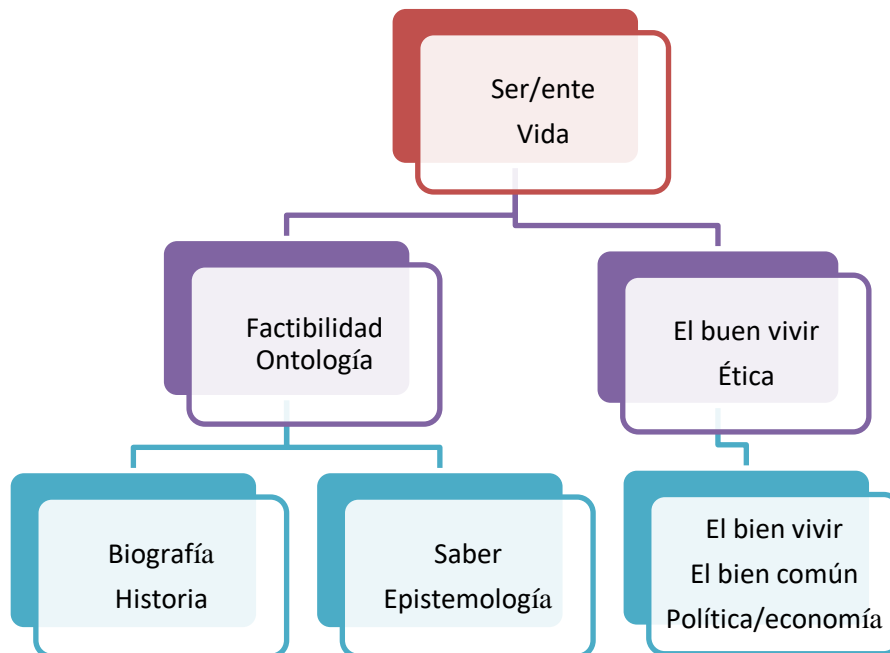 Ser/ente
Vida
Factibilidad
Ontología
El buen vivir
Ética
Biografía
Historia
Saber
Epistemología
El bien vivir
El bien común
Política/economía